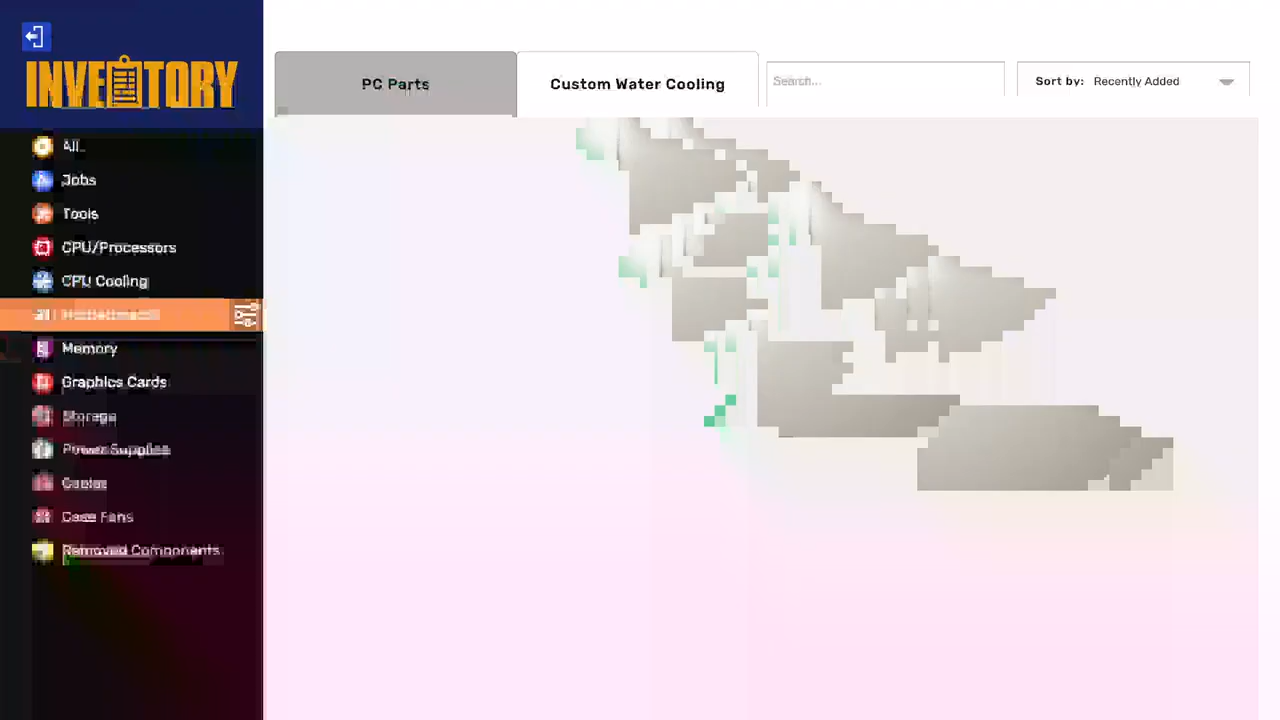 INVENTORY
PC Parts
Custom Water Cooling
Search...
Sort by: Recently Added
All
Jobs
Tools
CPU/Processors
CPU Cooling
Memory
Graphics Cards
Storage
Power Supplies
Cables
Case Fans
Removed Components